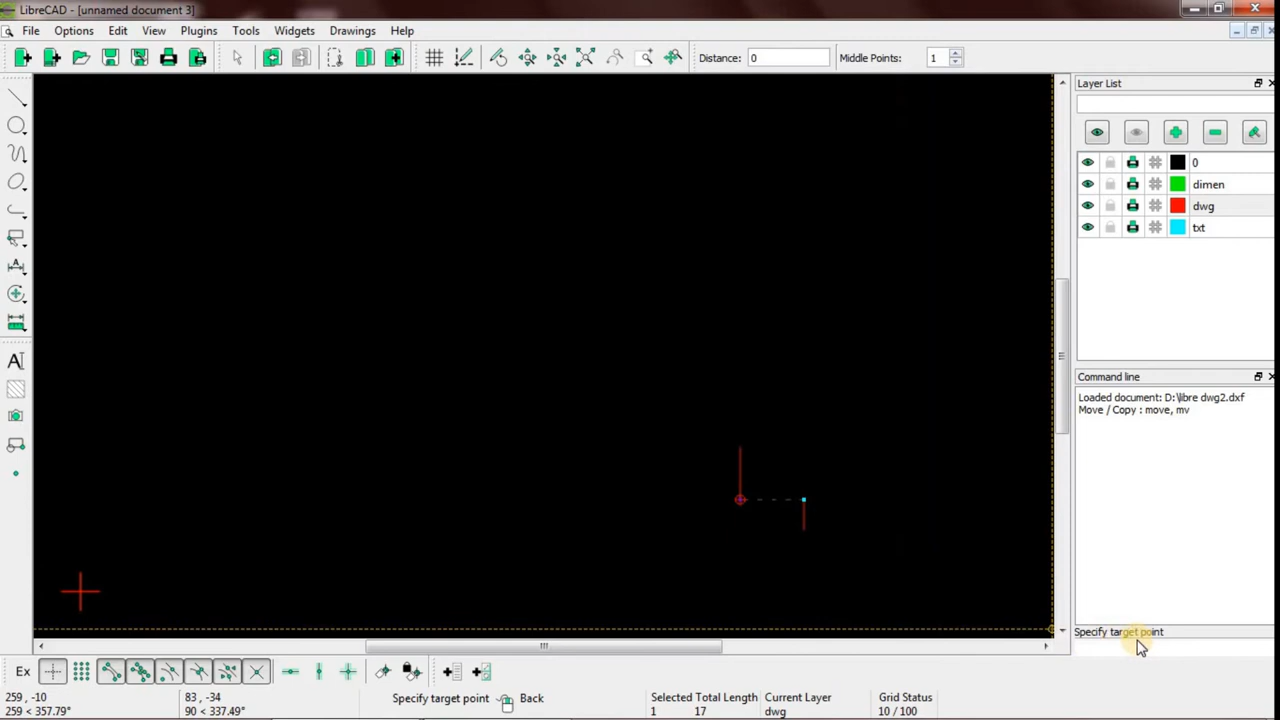 LibreCAD - [unnamed document 3]
File Options Edit View Plugins Tools Widgets Drawings Help
Distance: 0 Middle Points: 1
Layer List
0
dimen
dwg
txt
Command line
Loaded document: D:\libre dwg2.dxf
Move / Copy : move, mv
Specify target point
A
Ex
259 , -10 83 , -34 Specify target point Back Selected Total Length Current Layer Grid Status
259 < 357.79° 90 < 337.49° 1 17 dwg 10 / 100